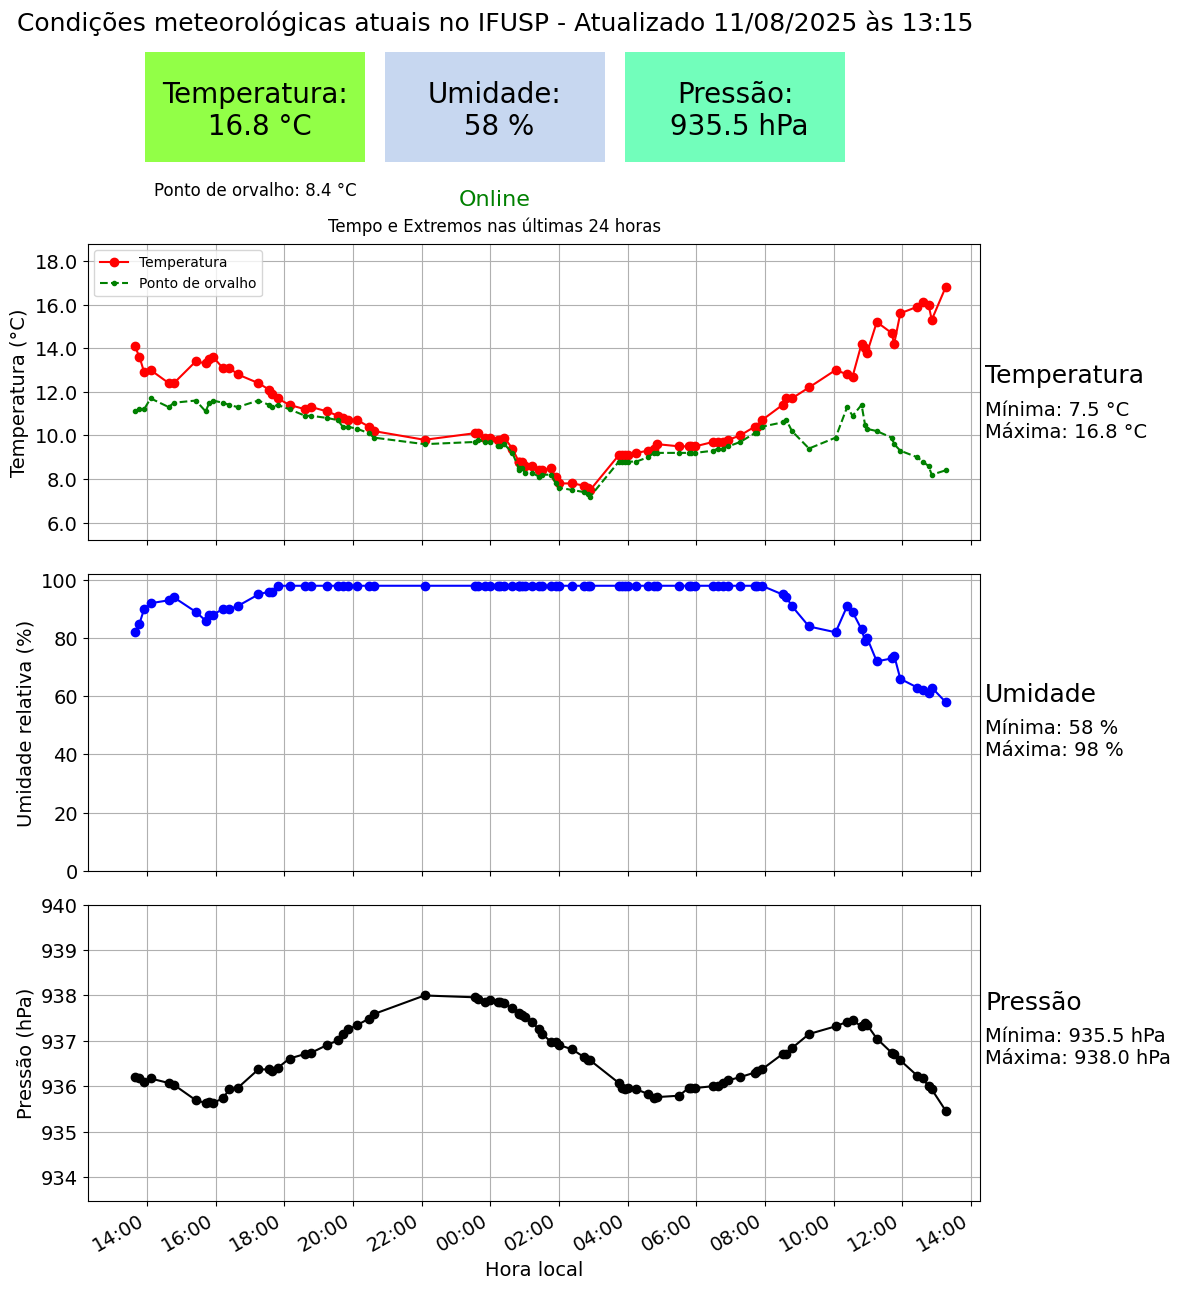 Condições meteorológicas atuais no IFUSP - Atualizado 11/08/2025 às 13:15
Temperatura:
16.8 °C
Umidade:
58 %
Pressão:
935.5 hPa
Ponto de orvalho: 8.4 °C
Online
Tempo e Extremos nas últimas 24 horas
Temperatura (°C)
18.0
16.0
14.0
12.0
10.0
8.0
6.0
Temperatura
Ponto de orvalho
Temperatura
Mínima: 7.5 °C
Máxima: 16.8 °C
Umidade relativa (%)
100
80
60
40
20
0
Umidade
Mínima: 58 %
Máxima: 98 %
Pressão (hPa)
940
939
938
937
936
935
934
Pressão
Mínima: 935.5 hPa
Máxima: 938.0 hPa
14:00 16:00 18:00 20:00 22:00 00:00 02:00 04:00 06:00 08:00 10:00 12:00 14:00
Hora local